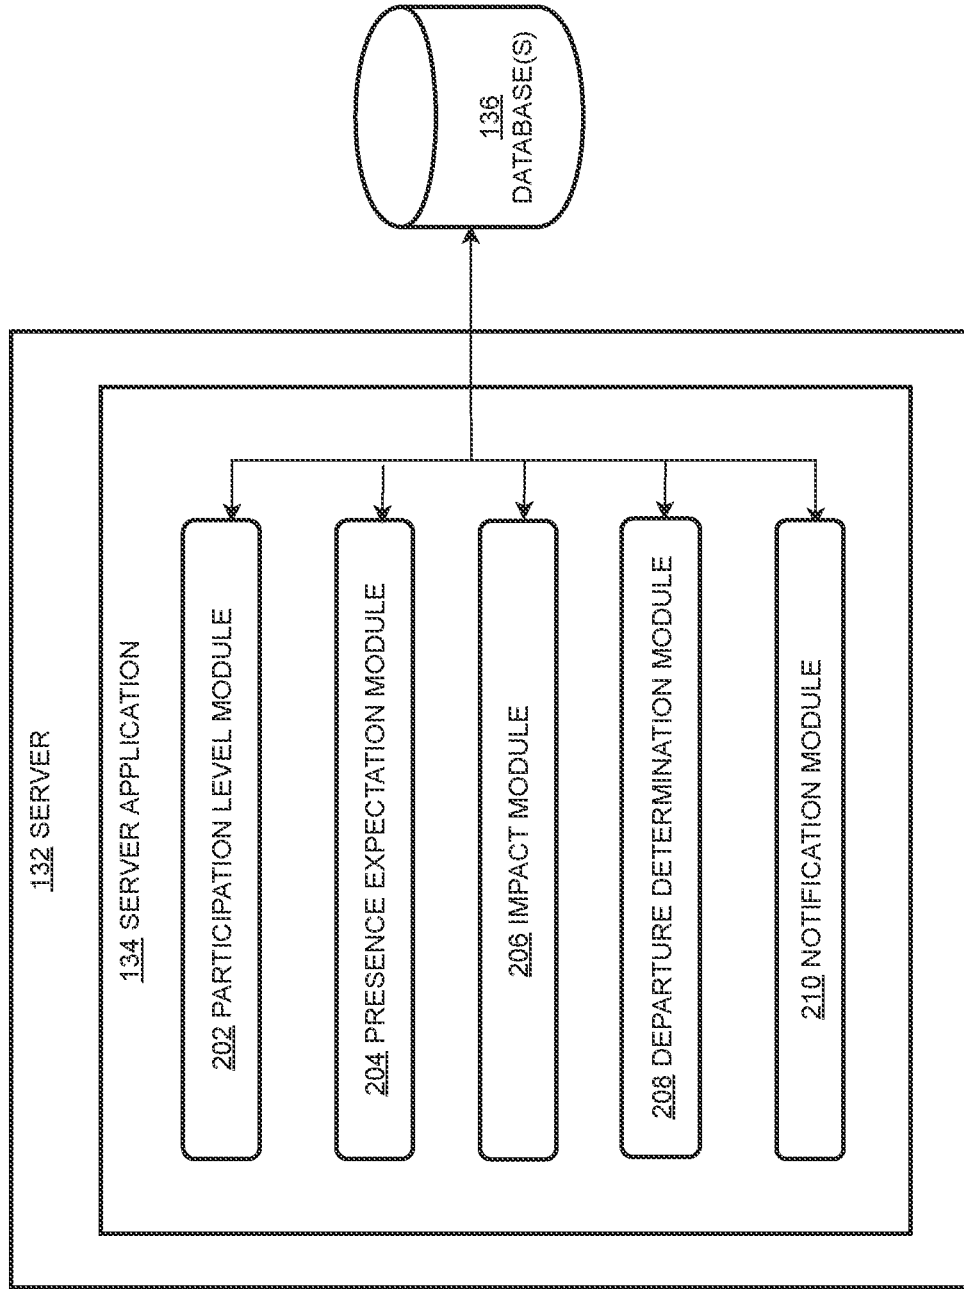 132 SERVER
134 SERVER APPLICATION
202 PARTICIPATION LEVEL MODULE
204 PRESENCE EXPECTATION MODULE
206 IMPACT MODULE
208 DEPARTURE DETERMINATION MODULE
210 NOTIFICATION MODULE
136
DATABASE(S)